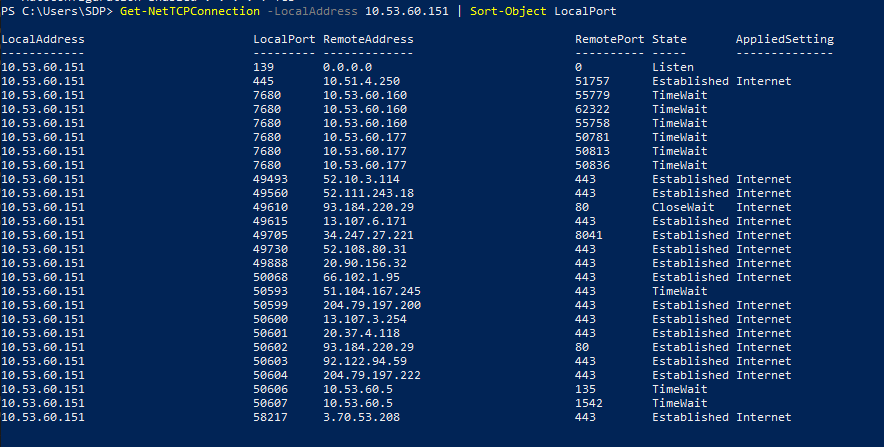 PS C:\Users\SDP> Get-NetTCPConnection -LocalAddress 10.53.60.151 | Sort-Object LocalPort
LocalAddress LocalPort RemoteAddress RemotePort State AppliedSetting
------------ --------- ------------- ---------- ----- --------------
10.53.60.151 139 0.0.0.0 0 Listen
10.53.60.151 445 10.51.4.250 51757 Established Internet
10.53.60.151 7680 10.53.60.160 55779 TimeWait
10.53.60.151 7680 10.53.60.160 62322 TimeWait
10.53.60.151 7680 10.53.60.160 55758 TimeWait
10.53.60.151 7680 10.53.60.177 50781 TimeWait
10.53.60.151 7680 10.53.60.177 50813 TimeWait
10.53.60.151 7680 10.53.60.177 50836 TimeWait
10.53.60.151 49493 52.10.3.114 443 Established Internet
10.53.60.151 49560 52.111.243.18 443 Established Internet
10.53.60.151 49610 93.184.220.29 80 CloseWait Internet
10.53.60.151 49615 13.107.6.171 443 Established Internet
10.53.60.151 49705 34.247.27.221 8041 Established Internet
10.53.60.151 49730 52.108.80.31 443 Established Internet
10.53.60.151 49888 20.90.156.32 443 Established Internet
10.53.60.151 50068 66.102.1.95 443 Established Internet
10.53.60.151 50593 51.104.167.245 443 TimeWait
10.53.60.151 50599 204.79.197.200 443 Established Internet
10.53.60.151 50600 13.107.3.254 443 Established Internet
10.53.60.151 50601 20.37.4.118 443 Established Internet
10.53.60.151 50602 93.184.220.29 80 Established Internet
10.53.60.151 50603 92.122.94.59 443 Established Internet
10.53.60.151 50604 204.79.197.222 443 Established Internet
10.53.60.151 50606 10.53.60.5 135 TimeWait
10.53.60.151 50607 10.53.60.5 1542 TimeWait
10.53.60.151 58217 3.70.53.208 443 Established Internet